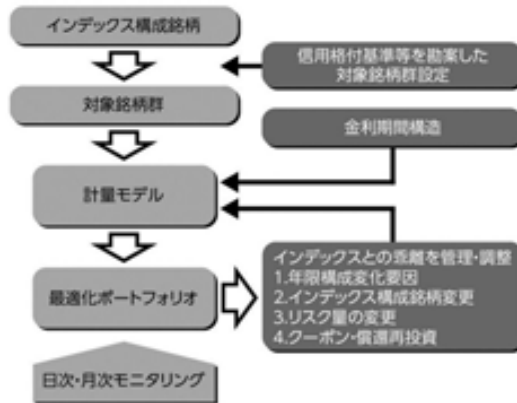 インデックス構成銘柄
信用格付基準等を勘案した
対象銘柄群設定
対象銘柄群
金利期間構造
計量モデル
インデックスとの乖離を管理・調整
1.年限構成変化要因
2.インデックス構成銘柄変更
3.リスク量の変更
4.クーポン・償還再投資
最適化ポートフォリオ
日次・月次モニタリング